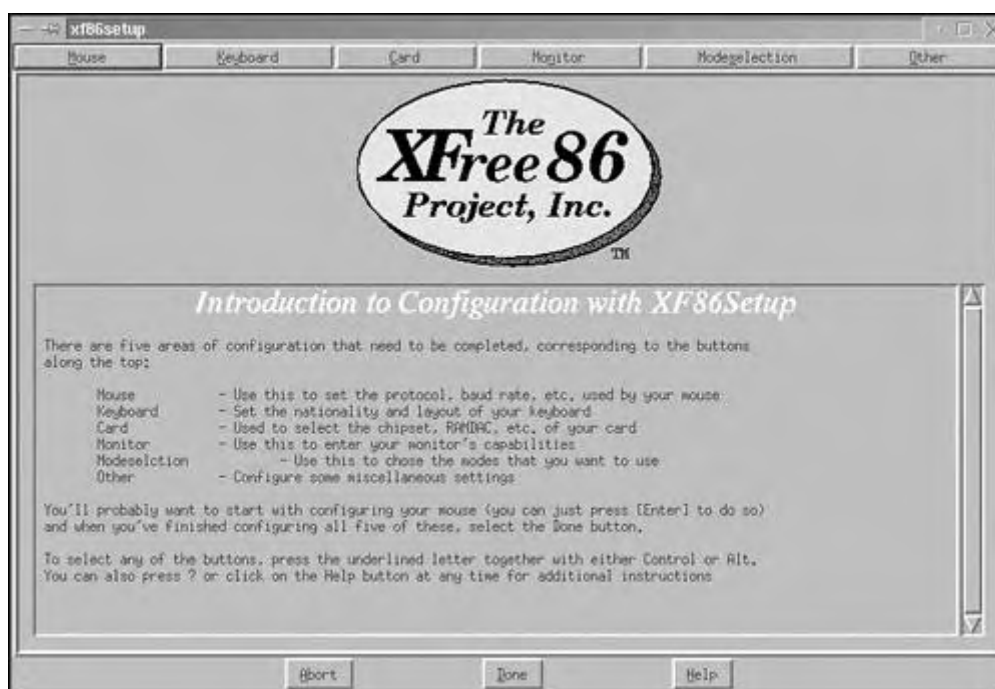 xf86setup
Mouse Keyboard Card Monitor Modeselection Other
The
XFree 86
Project, Inc.
TM
Introduction to Configuration with XF86Setup
There are five areas of configuration that need to be completed, corresponding to the buttons
along the top:
Mouse - Use this to set the protocol, baud rate, etc. used by your mouse
Keyboard - Set the nationality and layout of your keyboard
Card - Used to select the chipset, RAMDAC, etc. of your card
Monitor - Use this to enter your monitor's capabilities
Modeselction - Use this to chose the modes that you want to use
Other - Configure some miscellaneous settings
You'll probably want to start with configuring your mouse (you can just press [Enter] to do so)
and when you've finished configuring all five of these, select the Done button.
To select any of the buttons, press the underlined letter together with either Control or Alt.
You can also press ? or click on the Help button at any time for additional instructions
Abort Done Help